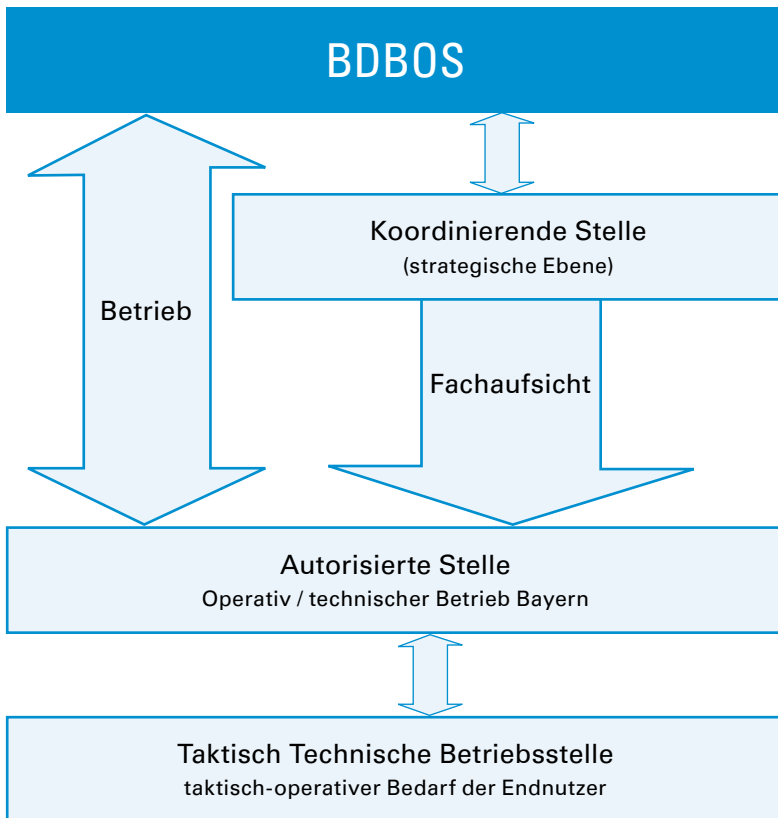 BDBOS
Koordinierende Stelle
(strategische Ebene)
Betrieb
Fachaufsicht
Autorisierte Stelle
Operativ / technischer Betrieb Bayern
Taktisch Technische Betriebsstelle
taktisch-operativer Bedarf der Endnutzer